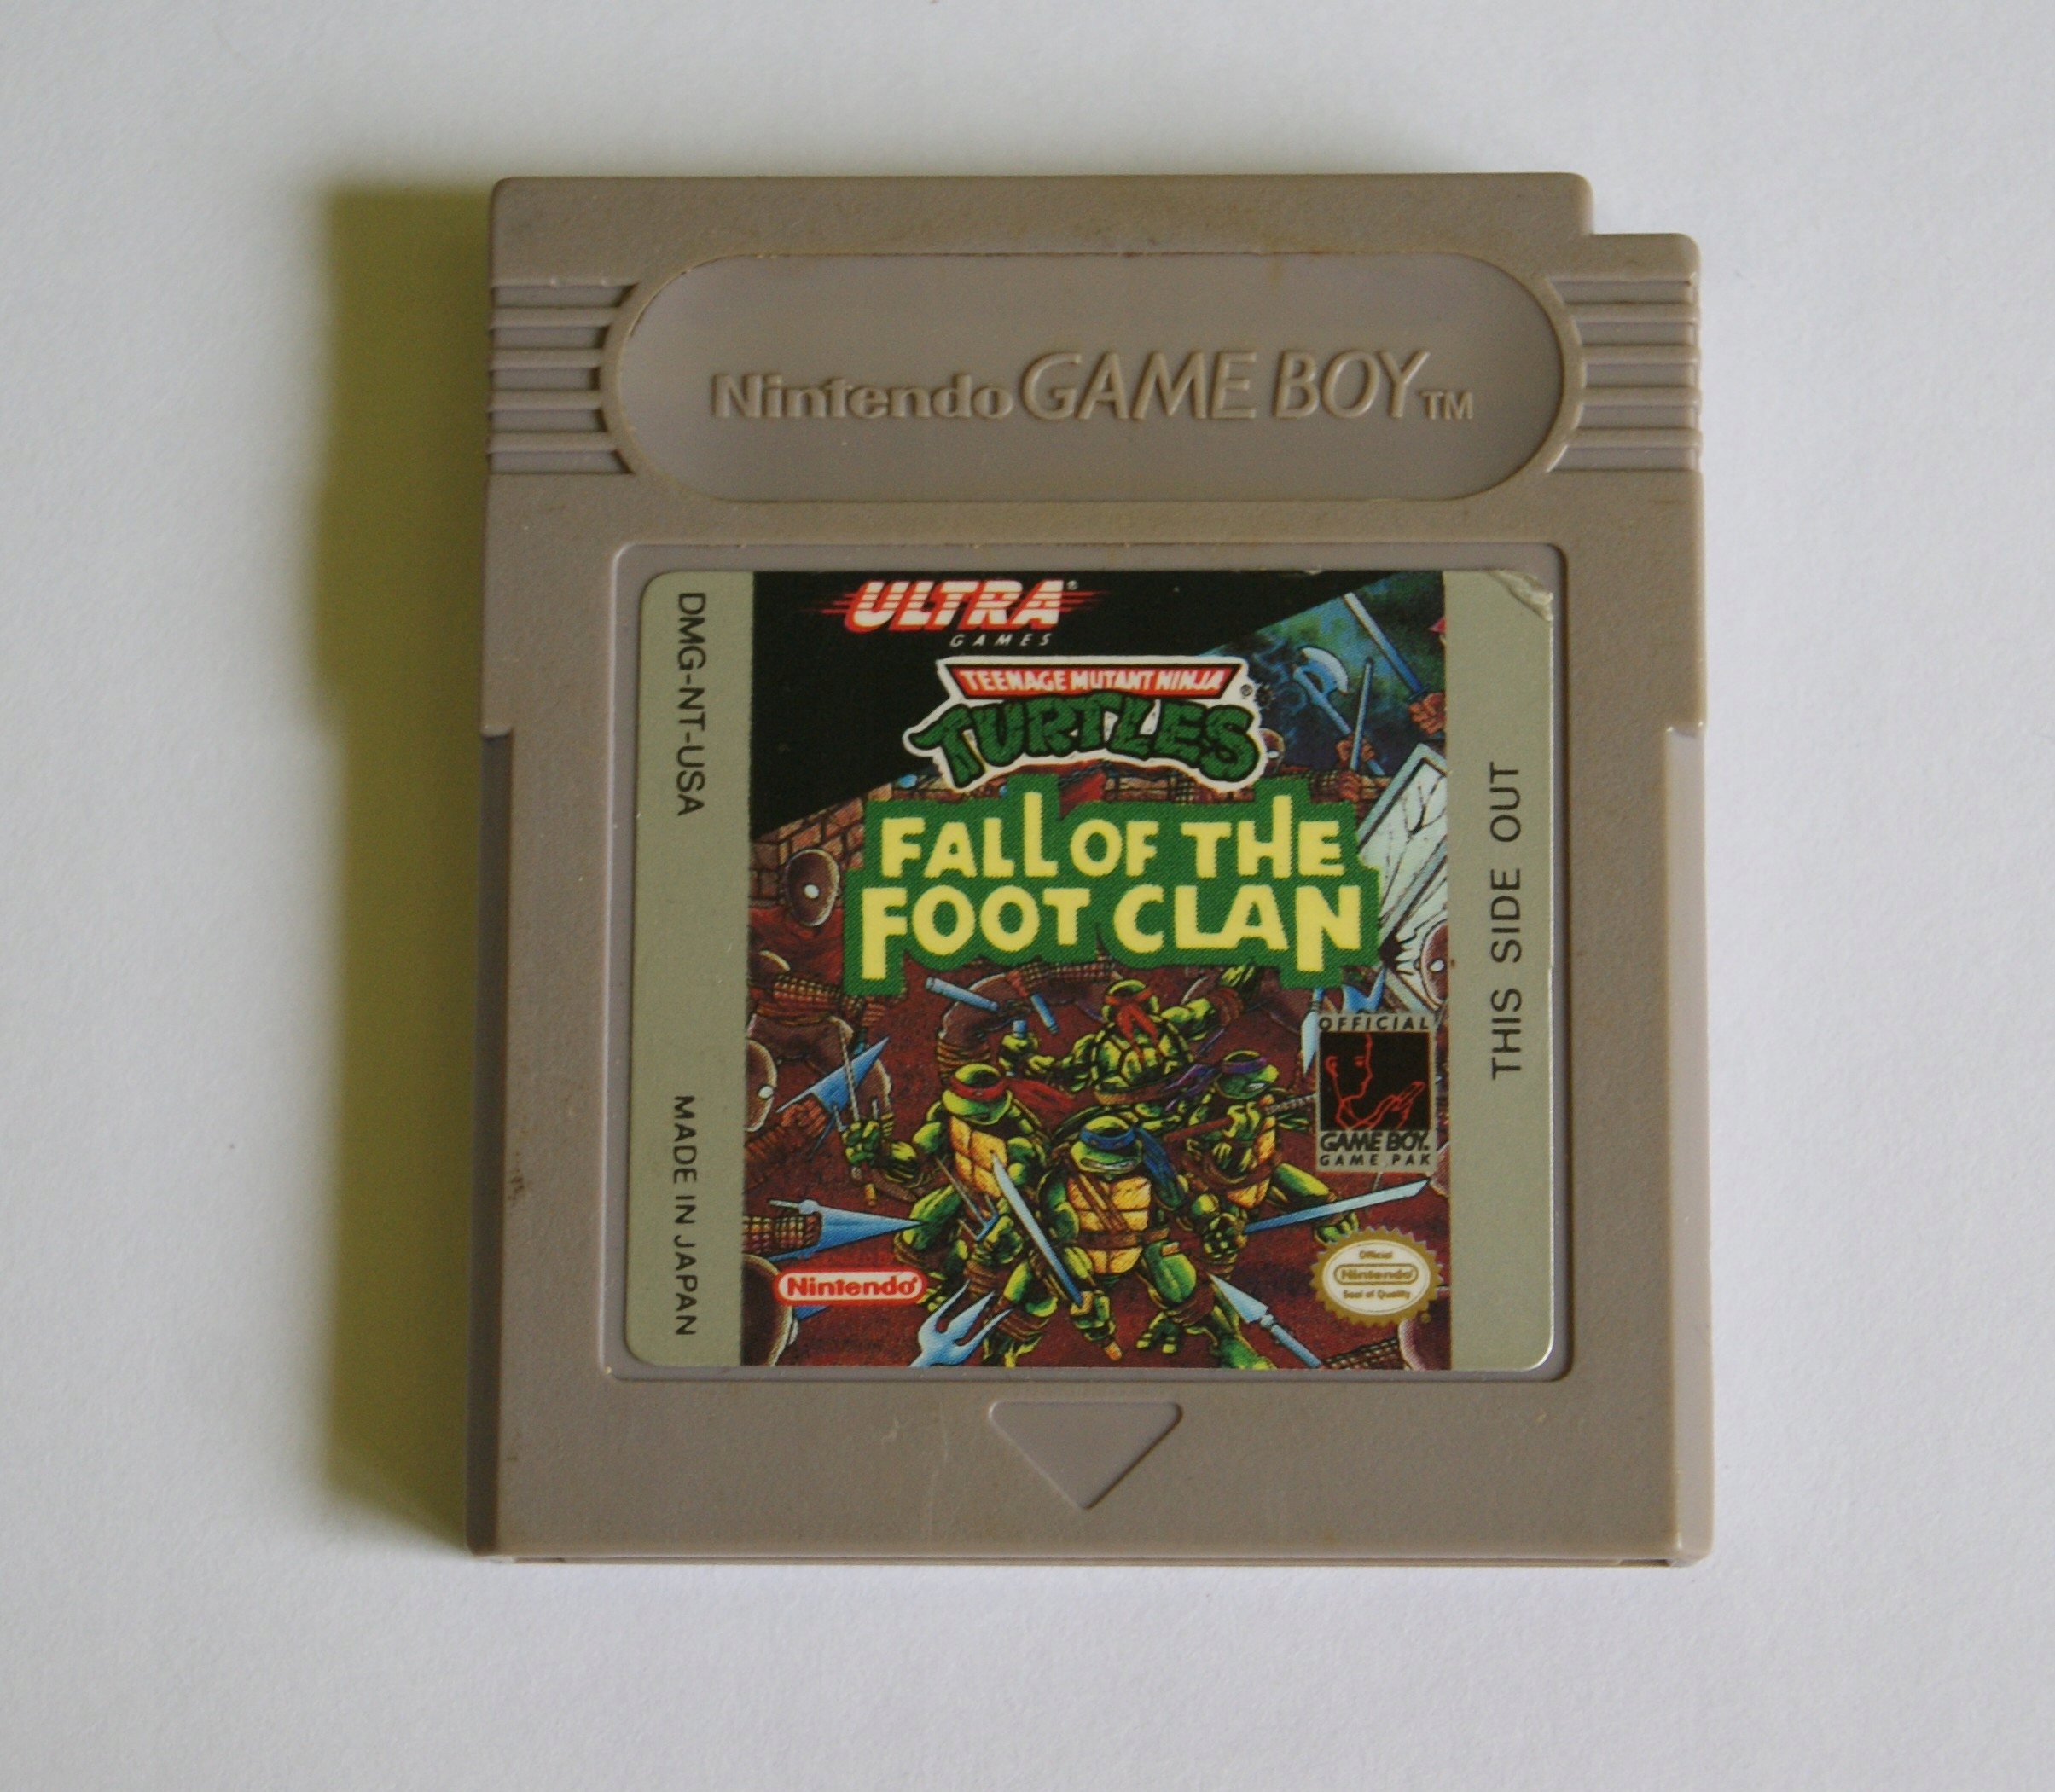 Nintendo GAME BOY TM
ULTRA®
GAMES
TEENAGE MUTANT NINJA
TURTLES®
FALL OF THE
FOOT CLAN
DMG-NT-USA
MADE IN JAPAN
THIS SIDE OUT
OFFICIAL
GAME BOY™
GAME PAK
Nintendo®
Official
Nintendo
Seal of Quality